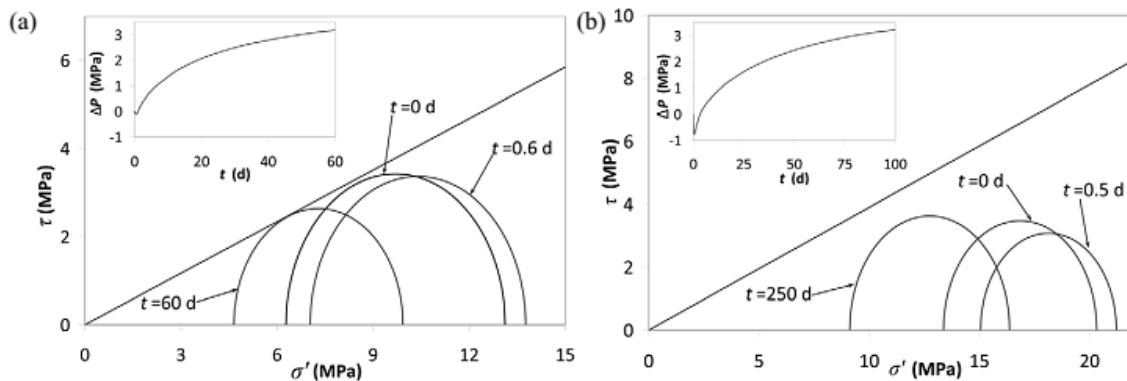 (a)
3
2
1
0
-1
ΔP (MPa)
0 20 40 60
t (d)
6
4
2
0
τ (MPa)
t =0 d
t =0.6 d
t =60 d
0 3 6 9 12 15
σ′ (MPa)
(b)
3
2
1
0
-1
ΔP (MPa)
0 25 50 75 100
t (d)
10
8
6
4
2
0
τ (MPa)
t =0 d
t =0.5 d
t =250 d
0 5 10 15 20
σ′ (MPa)